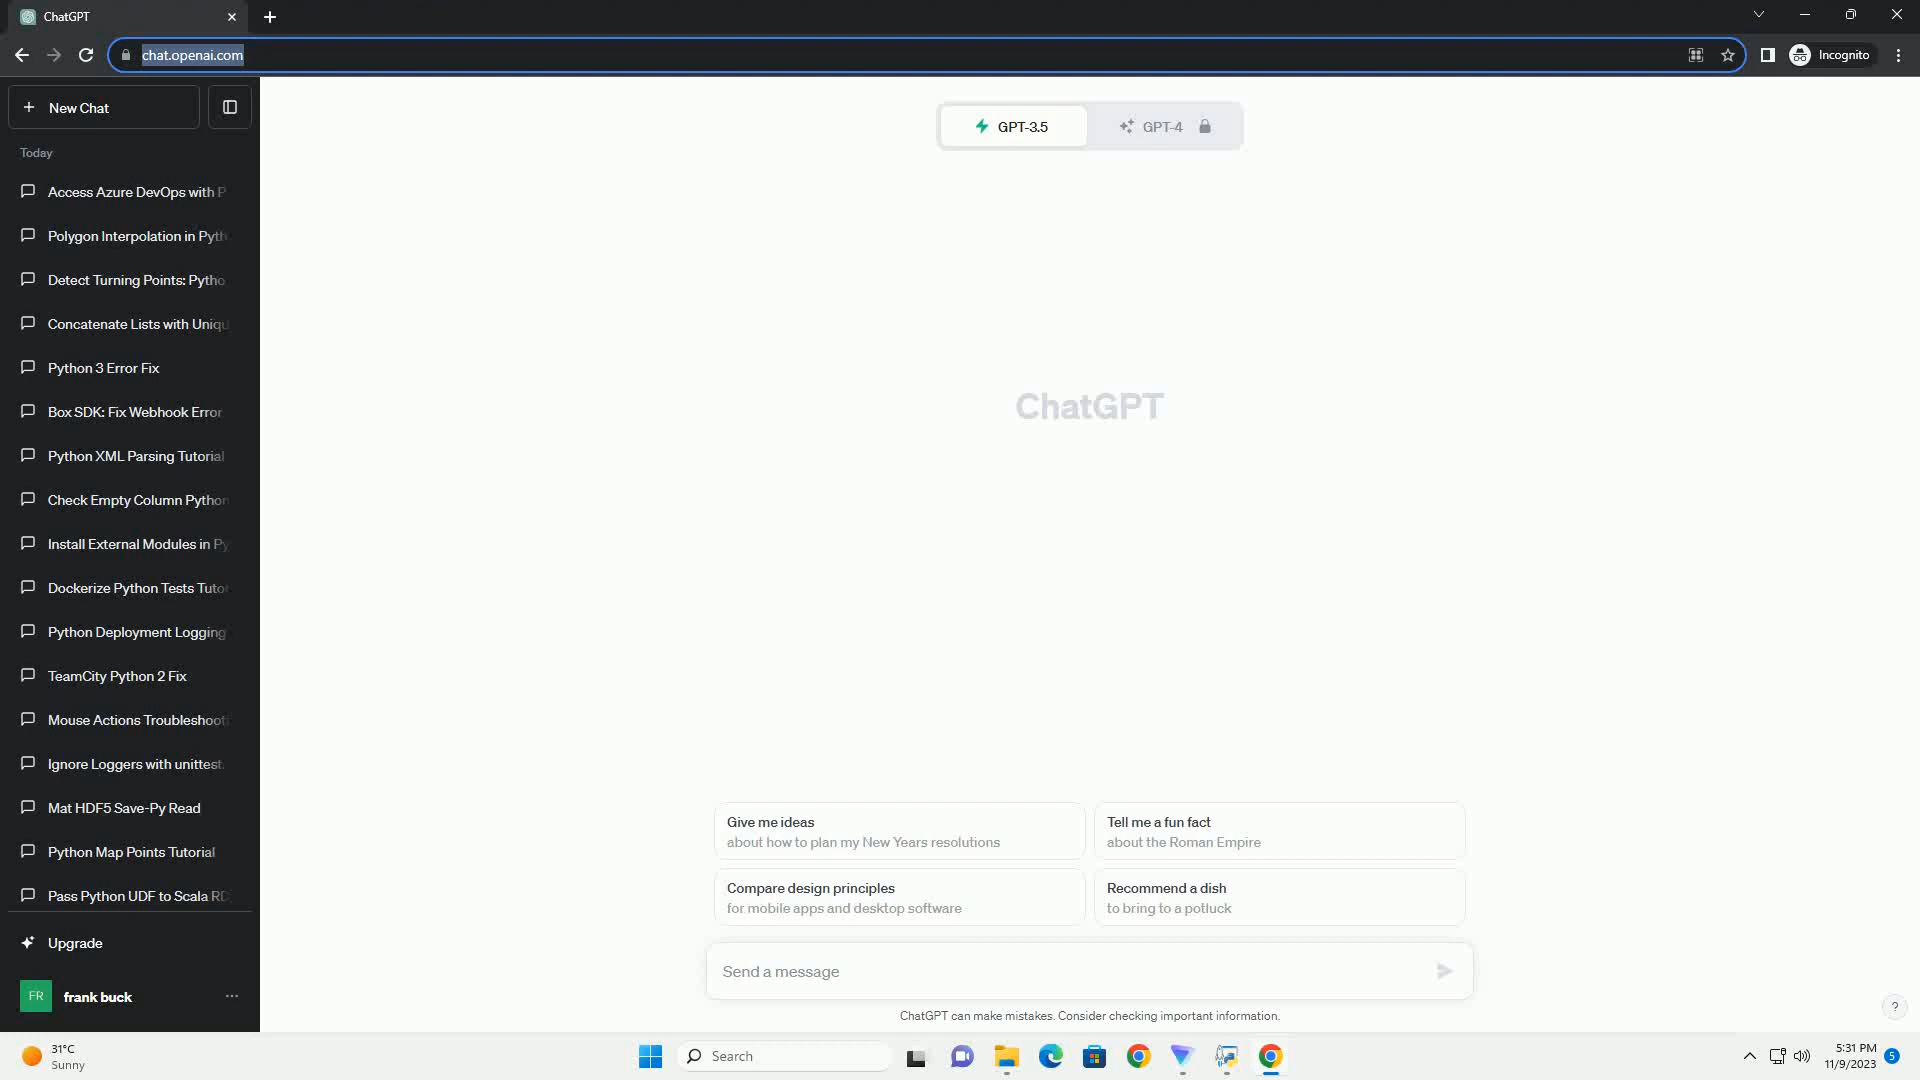 ChatGPT
chat.openai.com
Incognito
New Chat
GPT-3.5
GPT-4
Today
Access Azure DevOps with P
Polygon Interpolation in Pyth
Detect Turning Points: Pytho
Concatenate Lists with Uniqu
Python 3 Error Fix
Box SDK: Fix Webhook Error
Python XML Parsing Tutorial
Check Empty Column Python
Install External Modules in Py
Dockerize Python Tests Tutor
Python Deployment Logging
TeamCity Python 2 Fix
Mouse Actions Troubleshoot
Ignore Loggers with unittest.
Mat HDF5 Save-Py Read
Python Map Points Tutorial
Pass Python UDF to Scala RD
Upgrade
FR
frank buck
ChatGPT
Give me ideas
about how to plan my New Years resolutions
Tell me a fun fact
about the Roman Empire
Compare design principles
for mobile apps and desktop software
Recommend a dish
to bring to a potluck
Send a message
ChatGPT can make mistakes. Consider checking important information.
?
31°C
Sunny
Search
5:31 PM
11/9/2023
5